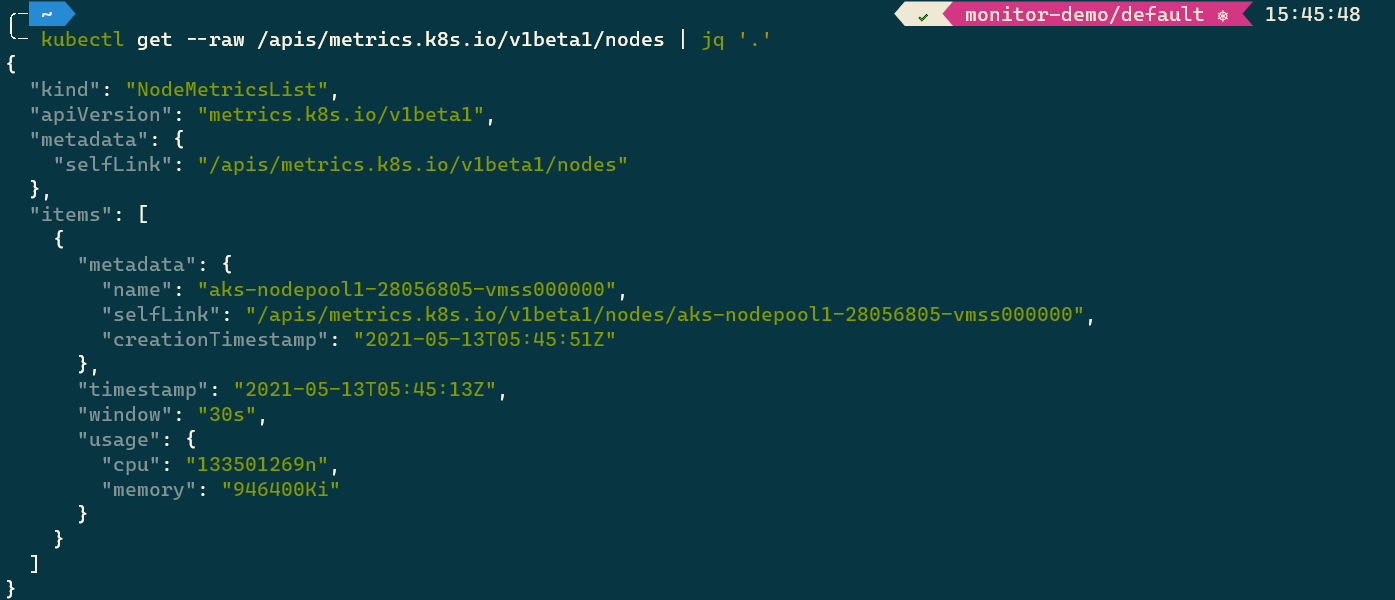 ~ ✓ monitor-demo/default ⎈ 15:45:48
kubectl get --raw /apis/metrics.k8s.io/v1beta1/nodes | jq '.'
{
  "kind": "NodeMetricsList",
  "apiVersion": "metrics.k8s.io/v1beta1",
  "metadata": {
    "selfLink": "/apis/metrics.k8s.io/v1beta1/nodes"
  },
  "items": [
    {
      "metadata": {
        "name": "aks-nodepool1-28056805-vmss000000",
        "selfLink": "/apis/metrics.k8s.io/v1beta1/nodes/aks-nodepool1-28056805-vmss000000",
        "creationTimestamp": "2021-05-13T05:45:51Z"
      },
      "timestamp": "2021-05-13T05:45:13Z",
      "window": "30s",
      "usage": {
        "cpu": "133501269n",
        "memory": "946400Ki"
      }
    }
  ]
}